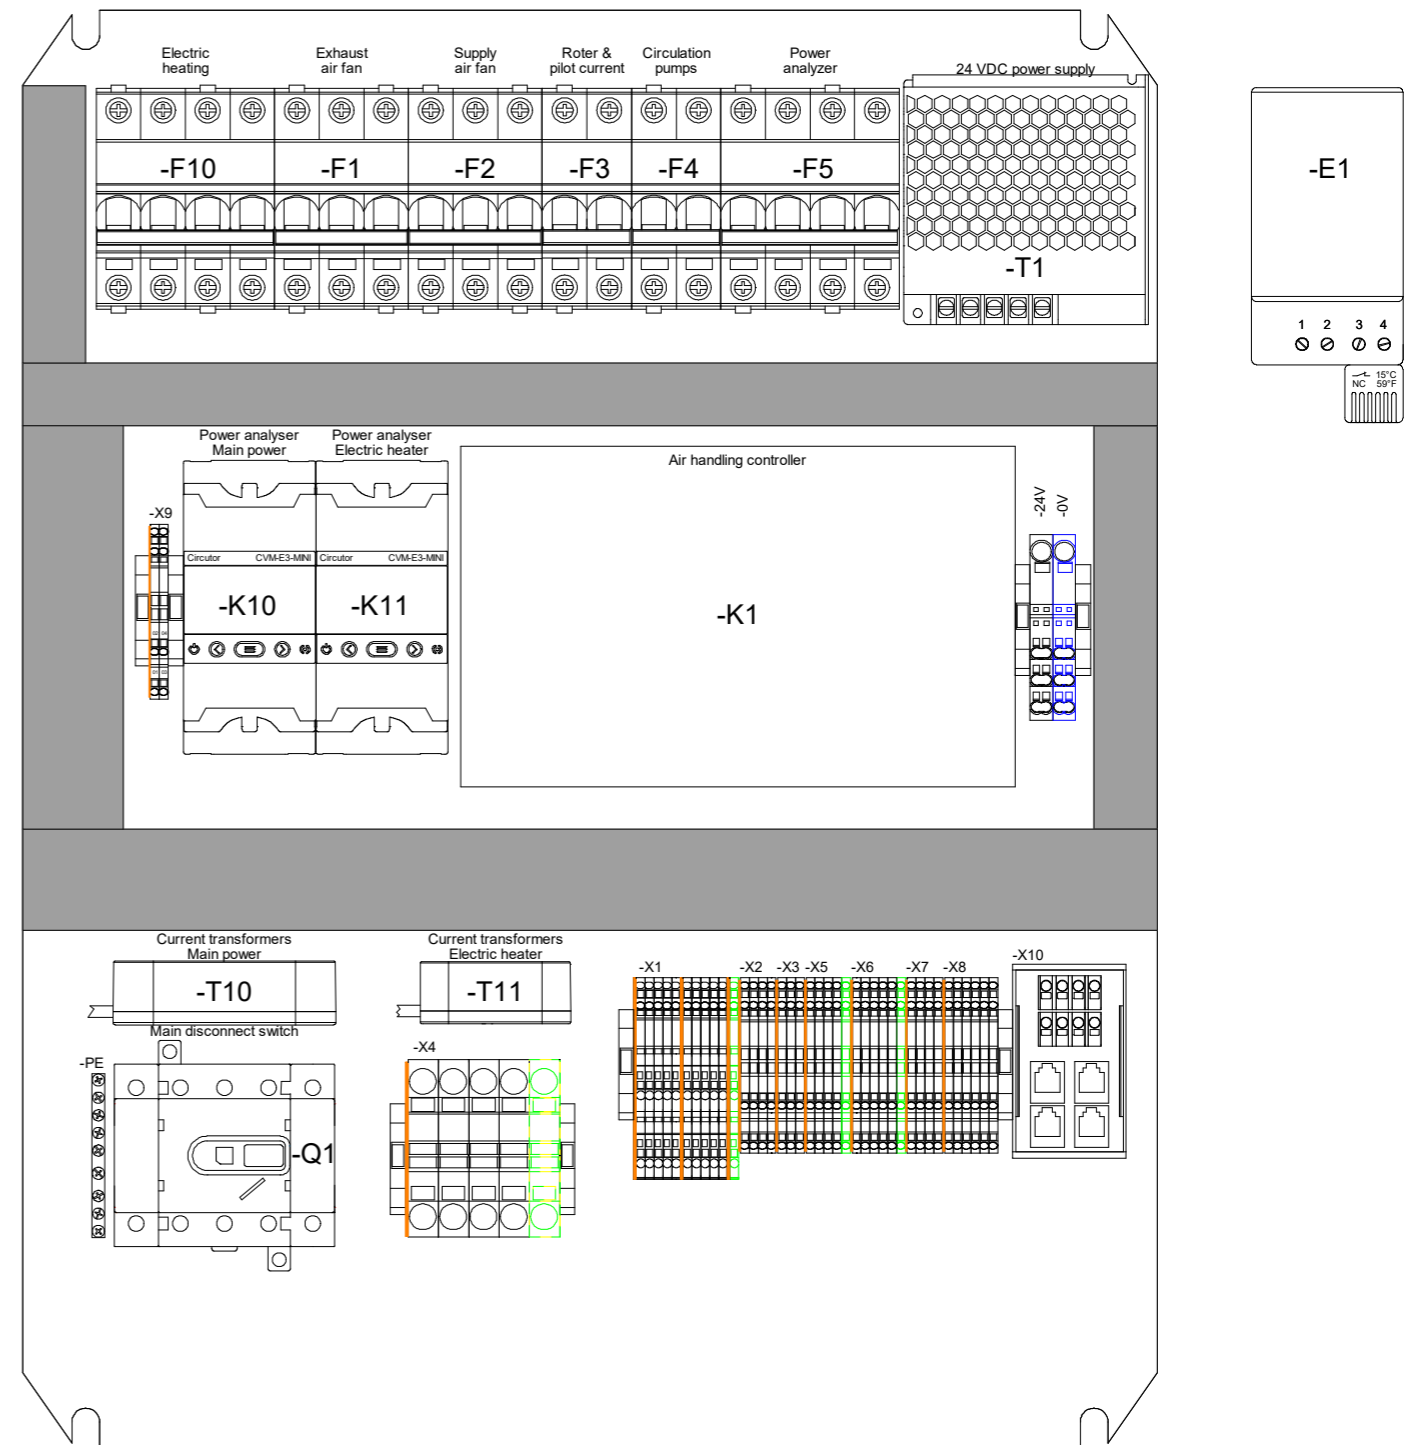 Electric
heating
Exhaust
air fan
Supply
air fan
Roter &
pilot current
Circulation
pumps
Power
analyzer
24 VDC power supply
-F10
-F1
-F2
-F3
-F4
-F5
-T1
-E1
1 2 3 4
15°C
NC 59°F
Power analyser
Main power
Power analyser
Electric heater
Air handling controller
-X9
-24V
-0V
Circutor CVM-E3-MINI
Circutor CVM-E3-MINI
-K10
-K11
-K1
Current transformers
Main power
Current transformers
Electric heater
-T10
-T11
Main disconnect switch
-PE
-Q1
-X4
-X1
-X2
-X3
-X5
-X6
-X7
-X8
-X10